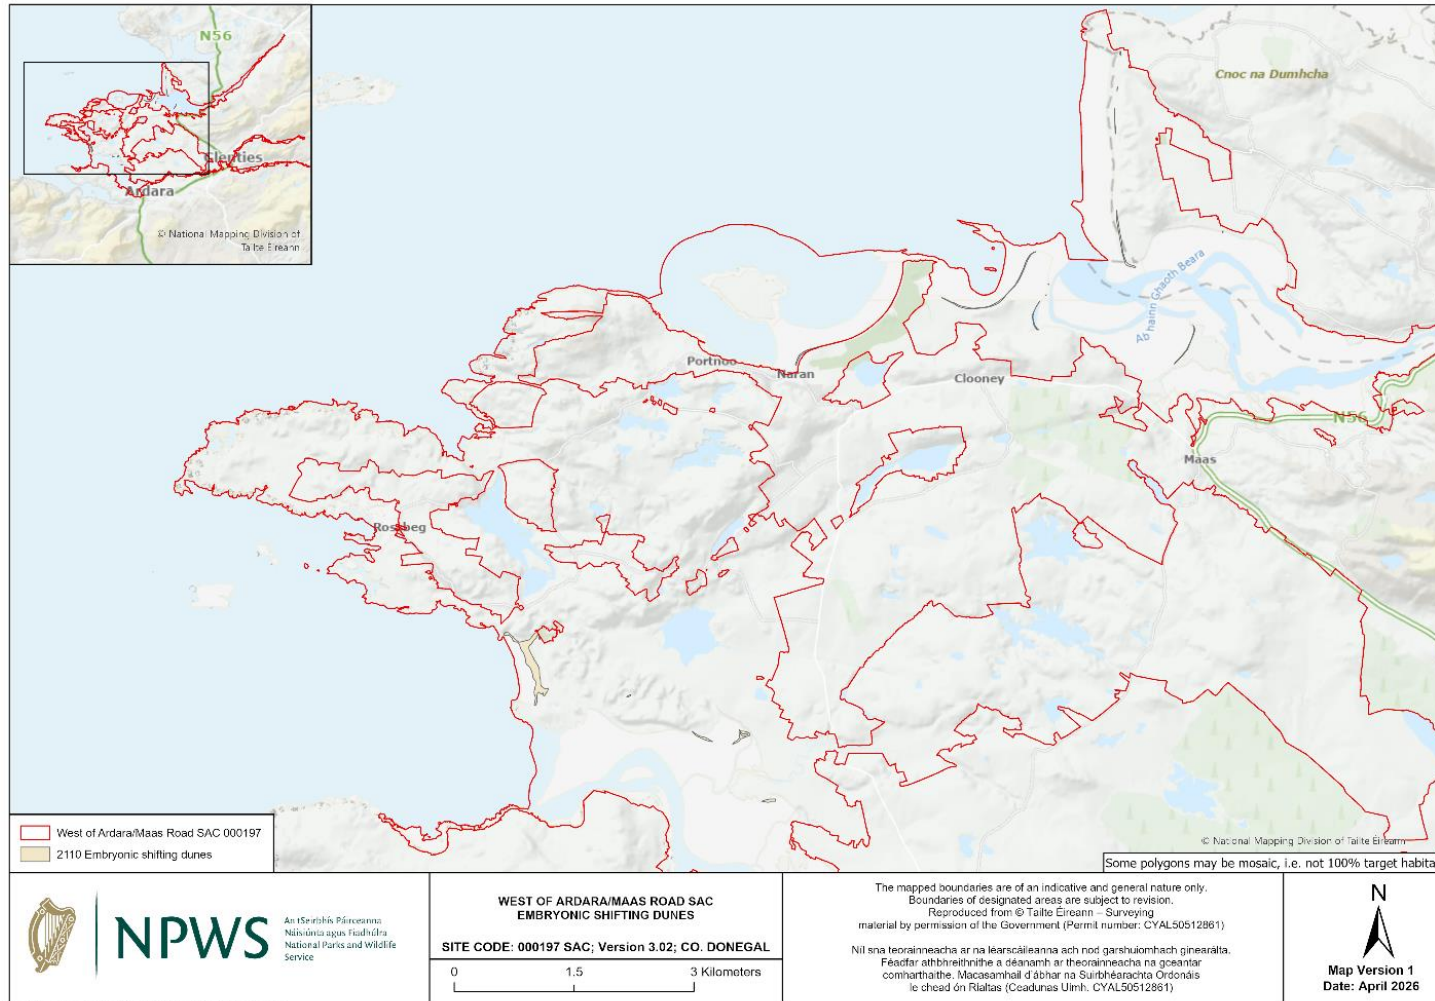 N56
Glenties
Ardara
© National Mapping Division of
Tailte Éireann
Cnoc na Dumhcha
Abhainn Ghaoth Beara
Portnoo
Naran
Clooney
N56
Maas
Rosbeg
West of Ardara/Maas Road SAC 000197
2110 Embryonic shifting dunes
© National Mapping Division of Tailte Éireann
Some polygons may be mosaic, i.e. not 100% target habita
NPWS
An tSeirbhís Páirceanna
Náisiúnta agus Fiadhúlra
National Parks and Wildlife
Service
WEST OF ARDARA/MAAS ROAD SAC
EMBRYONIC SHIFTING DUNES
SITE CODE: 000197 SAC; Version 3.02; CO. DONEGAL
0 1.5 3 Kilometers
The mapped boundaries are of an indicative and general nature only.
Boundaries of designated areas are subject to revision.
Reproduced from © Tailte Éireann – Surveying
material by permission of the Government (Permit number: CYAL50512861)
Níl sna teorainneacha ar na léarscáileanna ach nod garshuiomhach ginearálta.
Féadfar athbhreithnithe a déanamh ar theorainneacha na gceantar
comharthaithe. Macasamhail d'ábhar na Suirbhéarachta Ordonáis
le chead ón Rialtas (Ceadunas Uimh. CYAL50512861)
N
Map Version 1
Date: April 2026